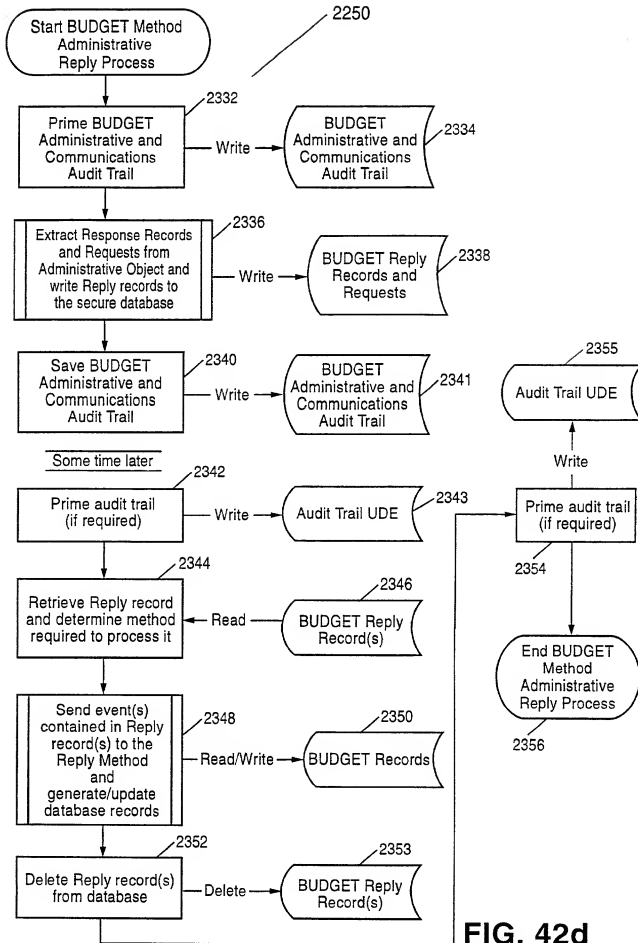 Start BUDGET Method
Administrative
Reply Process
2250
2332
Prime BUDGET
Administrative and
Communications
Audit Trail
Write
BUDGET
Administrative and
Communications
Audit Trail
2334
2336
Extract Response Records
and Requests from
Administrative Object and
write Reply records to
the secure database
Write
BUDGET Reply
Records and
Requests
2338
2340
Save BUDGET
Administrative and
Communications
Audit Trail
Write
BUDGET
Administrative and
Communications
Audit Trail
2341
Some time later
2342
Prime audit trail
(if required)
Write
Audit Trail UDE
2343
2344
Retrieve Reply record
and determine method
required to process it
Read
2346
BUDGET Reply
Record(s)
Send event(s)
contained in Reply
record(s) to the
Reply Method
and
generate/update
database records
2348
Read/Write
2350
BUDGET Records
2352
Delete Reply record(s)
from database
Delete
2353
BUDGET Reply
Record(s)
2355
Audit Trail UDE
Write
Prime audit trail
(if required)
2354
End BUDGET
Method
Administrative
Reply Process
2356
FIG. 42d